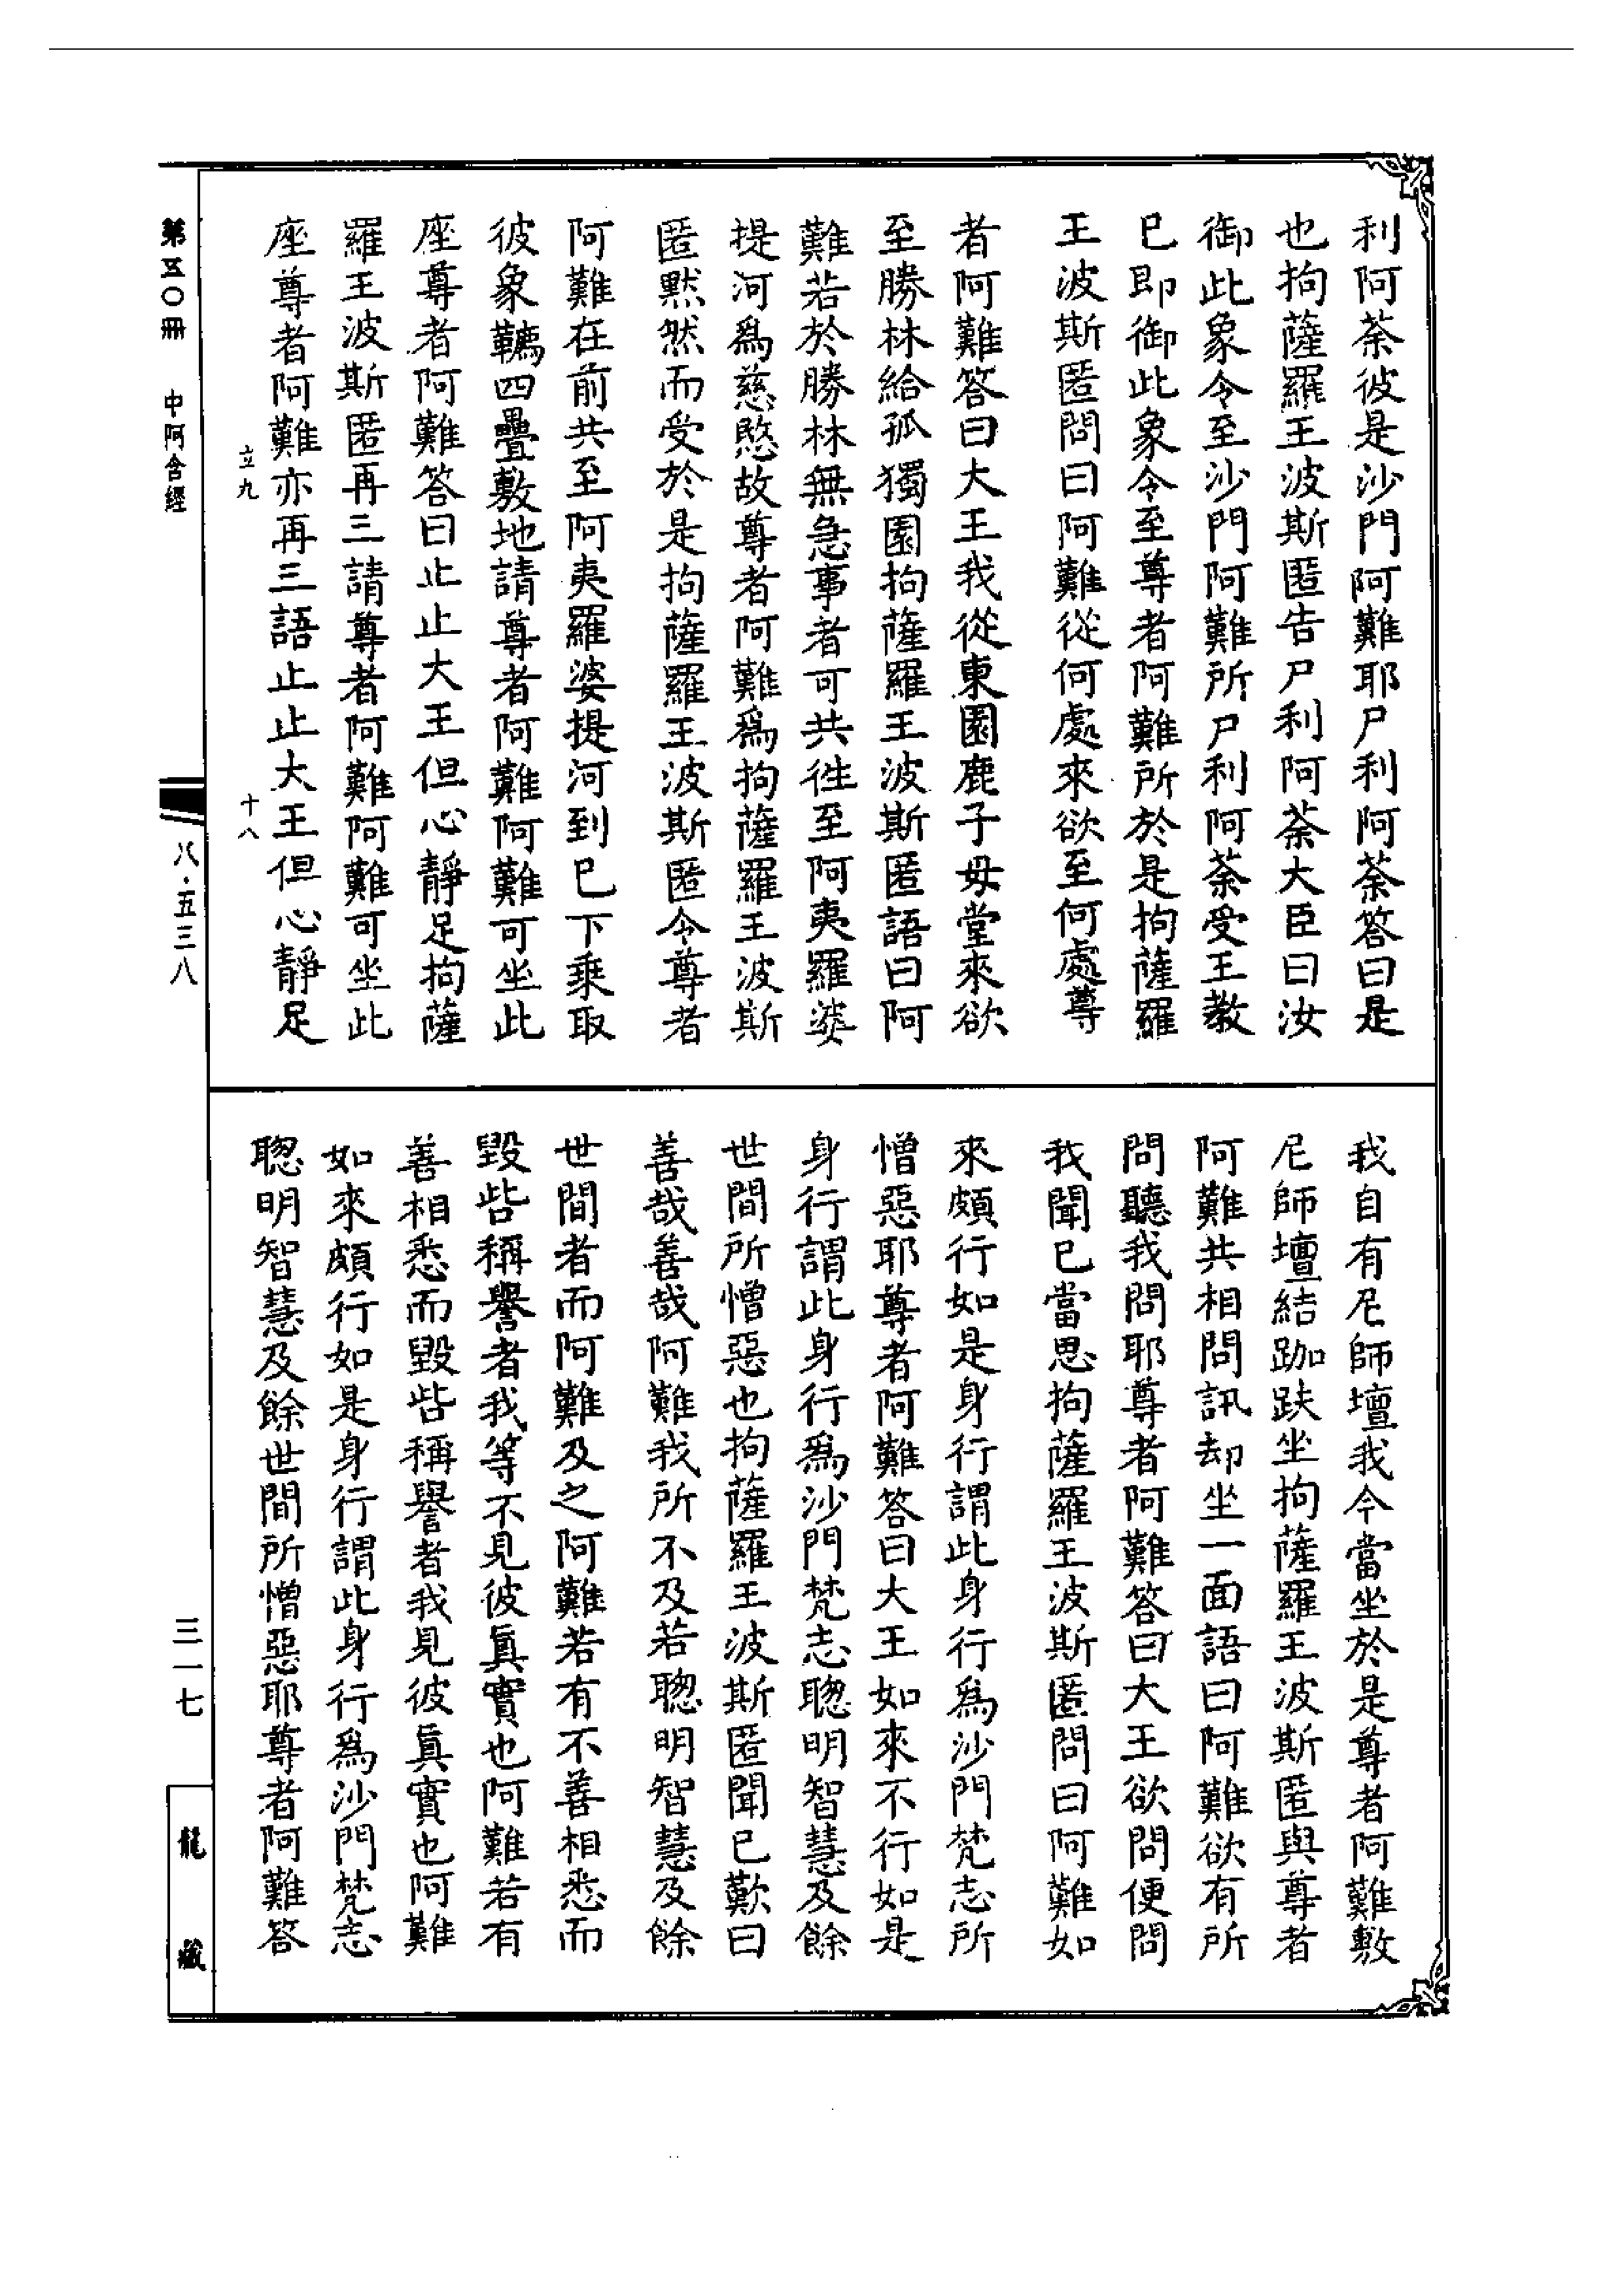 利阿荼彼是沙門阿難耶尸利阿荼答曰是
也拘薩羅王波斯匿告尸利阿荼大臣曰汝
御此象令至沙門阿難所尸利阿荼受王教
已即御此象令至尊者阿難所於是拘薩羅
王波斯匿問曰阿難從何處來欲至何處尊
者阿難答曰大王我從東園鹿子母堂來欲
至勝林給孤獨園拘薩羅王波斯匿語曰阿
難若於勝林無急事者可共徃至阿夷羅婆
提河爲慈愍故尊者阿難爲拘薩羅王波斯
匿黙然而受於是拘薩羅王波斯匿令尊者
阿難在前共至阿夷羅婆提河到已下乘取
彼象韉四疊敷地請尊者阿難阿難可坐此
座尊者阿難答曰止止大王但心靜足拘薩
羅王波斯匿再三請尊者阿難阿難可坐此
座尊者阿難亦再三語止止大王但心靜足
立九
十八
我自有尼師壇我今當坐於是尊者阿難敷
尼師壇結跏趺坐拘薩羅王波斯匿與尊者
阿難共相問訊却坐一面語曰阿難欲有所
問聽我問耶尊者阿難答曰大王欲問便問
我聞已當思拘薩羅王波斯匿問曰阿難如
來頗行如是身行謂此身行爲沙門梵志所
憎惡耶尊者阿難答曰大王如來不行如是
身行謂此身行爲沙門梵志聦明智慧及餘
世間所憎惡也拘薩羅王波斯匿聞已歎曰
善哉善哉阿難我所不及若聦明智慧及餘
世間者而阿難及之阿難若有不善相悉而
毀呰稱譽者我等不見彼眞實也阿難若有
善相悉而毀呰稱譽者我見彼眞實也阿難
如來頗行如是身行謂此身行爲沙門梵志
聦明智慧及餘世間所憎惡耶尊者阿難答
第五〇冊
中阿含經
八·五三八
三一七
龍藏